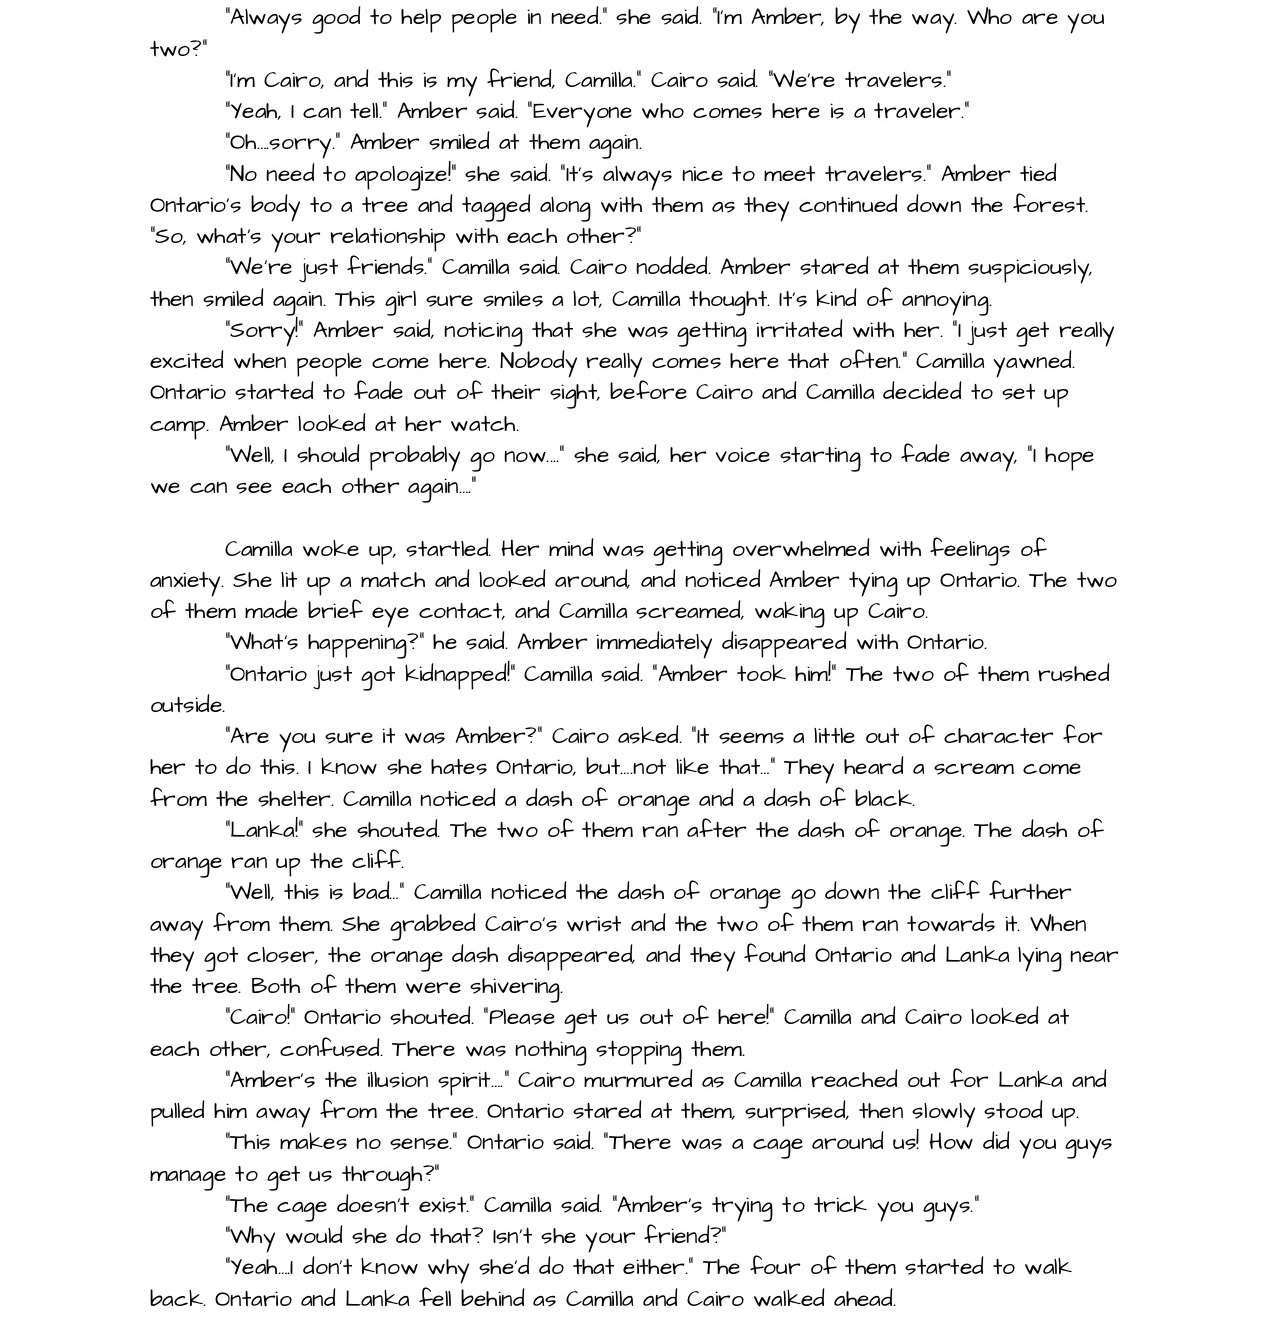 "Always good to help people in need." she said. "I'm Amber, by the way. Who are you
two?"
"I'm Cairo, and this is my friend, Camilla." Cairo said. "We're travelers."
"Yeah, I can tell." Amber said. "Everyone who comes here is a traveler."
"Oh....sorry." Amber smiled at them again.
"No need to apologize!" she said. "It's always nice to meet travelers." Amber tied
Ontario's body to a tree and tagged along with them as they continued down the forest.
"So, what's your relationship with each other?"
"We're just friends." Camilla said. Cairo nodded. Amber stared at them suspiciously,
then smiled again. This girl sure smiles a lot, Camilla thought. It's kind of annoying.
"Sorry!" Amber said, noticing that she was getting irritated with her. "I just get really
excited when people come here. Nobody really comes here that often." Camilla yawned.
Ontario started to fade out of their sight, before Cairo and Camilla decided to set up
camp. Amber looked at her watch.
"Well, I should probably go now...." she said, her voice starting to fade away, "I hope
we can see each other again...."
Camilla woke up, startled. Her mind was getting overwhelmed with feelings of
anxiety. She lit up a match and looked around, and noticed Amber tying up Ontario. The two
of them made brief eye contact, and Camilla screamed, waking up Cairo.
"What's happening?" he said. Amber immediately disappeared with Ontario.
"Ontario just got kidnapped!" Camilla said. "Amber took him!" The two of them rushed
outside.
"Are you sure it was Amber?" Cairo asked. "It seems a little out of character for
her to do this. I know she hates Ontario, but....not like that..." They heard a scream come
from the shelter. Camilla noticed a dash of orange and a dash of black.
"Lanka!" she shouted. The two of them ran after the dash of orange. The dash of
orange ran up the cliff.
"Well, this is bad..." Camilla noticed the dash of orange go down the cliff further
away from them. She grabbed Cairo's wrist and the two of them ran towards it. When
they got closer, the orange dash disappeared, and they found Ontario and Lanka lying near
the tree. Both of them were shivering.
"Cairo!" Ontario shouted. "Please get us out of here!" Camilla and Cairo looked at
each other, confused. There was nothing stopping them.
"Amber's the illusion spirit...." Cairo murmured as Camilla reached out for Lanka and
pulled him away from the tree. Ontario stared at them, surprised, then slowly stood up.
"This makes no sense." Ontario said. "There was a cage around us! How did you guys
manage to get us through?"
"The cage doesn't exist." Camilla said. "Amber's trying to trick you guys."
"Why would she do that? Isn't she your friend?"
"Yeah....I don't know why she'd do that either." The four of them started to walk
back. Ontario and Lanka fell behind as Camilla and Cairo walked ahead.